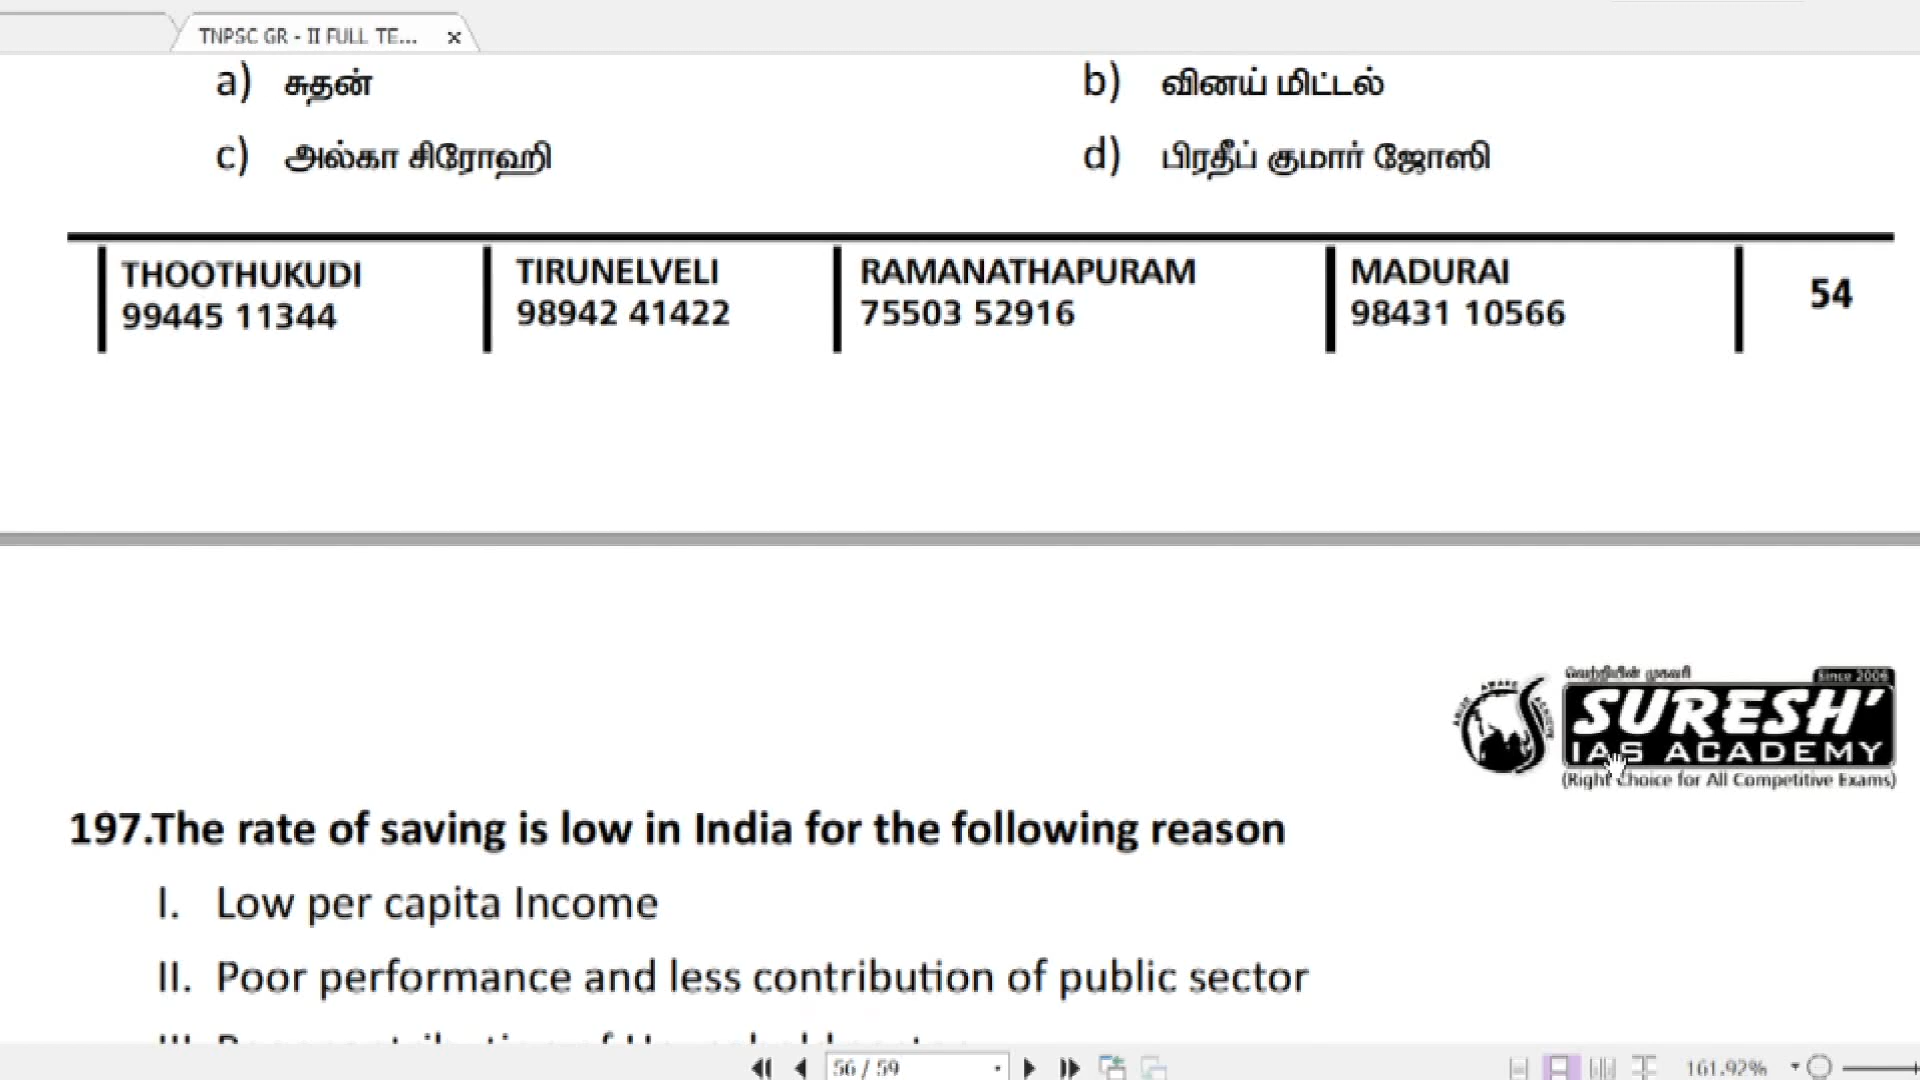 TNPSC GR - II FULL TE...
a) சுதன்
b) வினய் மிட்டல்
c) அல்கா சிரோஹி
d) பிரதீப் குமார் ஜோஸி
THOOTHUKUDI
99445 11344
TIRUNELVELI
98942 41422
RAMANATHAPURAM
75503 52916
MADURAI
98431 10566
54
வெற்றியின் முகவரி
Since 2006
SURESH'
IAS ACADEMY
(Right Choice for All Competitive Exams)
197.The rate of saving is low in India for the following reason
I. Low per capita Income
II. Poor performance and less contribution of public sector
56 / 59
161.92%